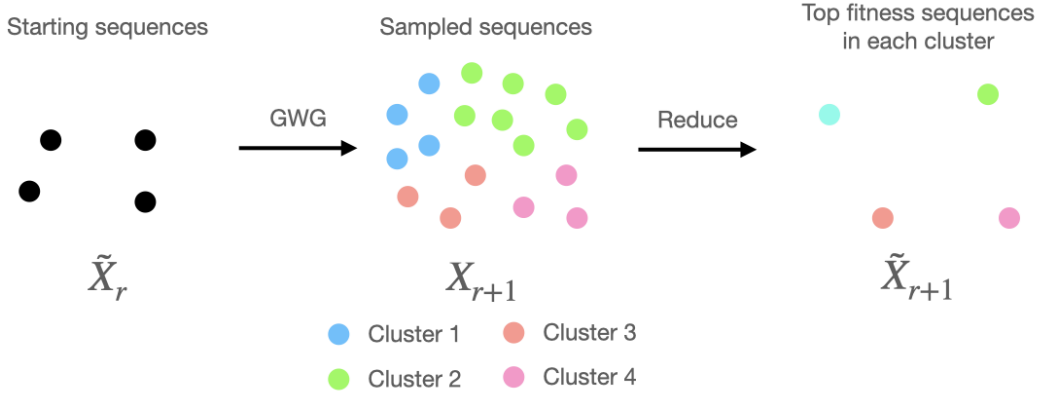 Starting sequences
Sampled sequences
Top fitness sequences
in each cluster
GWG
Reduce
X̃ᵣ
Xᵣ₊₁
X̃ᵣ₊₁
Cluster 1
Cluster 3
Cluster 2
Cluster 4